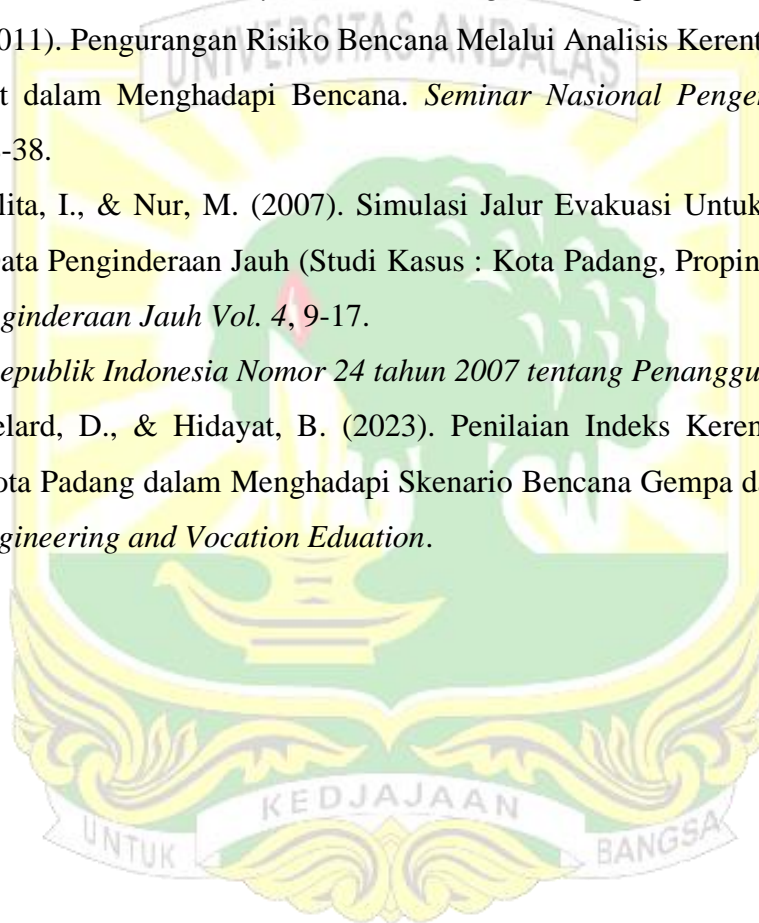 011). Pengurangan Risiko Bencana Melalui Analisis Kerent
t dalam Menghadapi Bencana. Seminar Nasional Penge
-38.
lita, I., & Nur, M. (2007). Simulasi Jalur Evakuasi Untuk
ata Penginderaan Jauh (Studi Kasus : Kota Padang, Propin
ginderaan Jauh Vol. 4, 9-17.
epublik Indonesia Nomor 24 tahun 2007 tentang Penanggu
elard, D., & Hidayat, B. (2023). Penilaian Indeks Keren
ota Padang dalam Menghadapi Skenario Bencana Gempa da
gineering and Vocation Eduation.
UNIVERSITAS ANDALAS
UNTUK KEDJAJAAN BANGSA